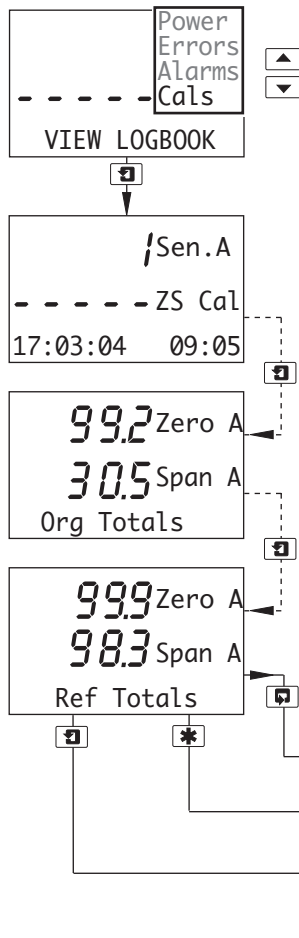 Power
Errors
Alarms
- - - - - Cals
VIEW LOGBOOK
1 Sen.A
- - - - - ZS Cal
17:03:04 09:05
99.2 Zero A
30.5 Span A
Org Totals
99.9 Zero A
98.3 Span A
Ref Totals